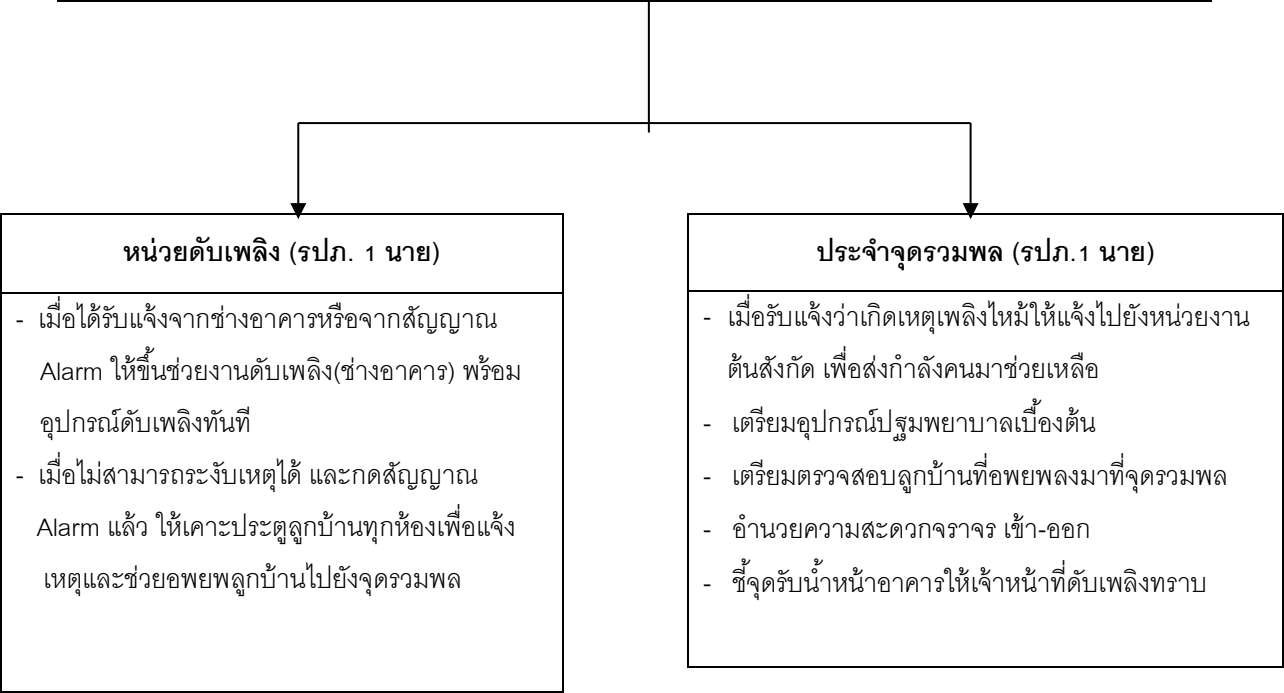 หน่วยดับเพลิง (รปภ. 1 นาย)
- เมื่อได้รับแจ้งจากช่างอาคารหรือจากสัญญาณ
Alarm ให้ขึ้นช่วยงานดับเพลิง(ช่างอาคาร) พร้อม
อุปกรณ์ดับเพลิงทันที
- เมื่อไม่สามารถระงับเหตุได้ และกดสัญญาณ
Alarm แล้ว ให้เคาะประตูลูกบ้านทุกห้องเพื่อแจ้ง
เหตุและช่วยอพยพลูกบ้านไปยังจุดรวมพล
ประจำจุดรวมพล (รปภ.1 นาย)
- เมื่อรับแจ้งว่าเกิดเหตุเพลิงไหม้ให้แจ้งไปยังหน่วยงาน
ต้นสังกัด เพื่อส่งกำลังคนมาช่วยเหลือ
- เตรียมอุปกรณ์ปฐมพยาบาลเบื้องต้น
- เตรียมตรวจสอบลูกบ้านที่อพยพลงมาที่จุดรวมพล
- อำนวยความสะดวกจราจร เข้า-ออก
- ชี้จุดรับน้ำหน้าอาคารให้เจ้าหน้าที่ดับเพลิงทราบ